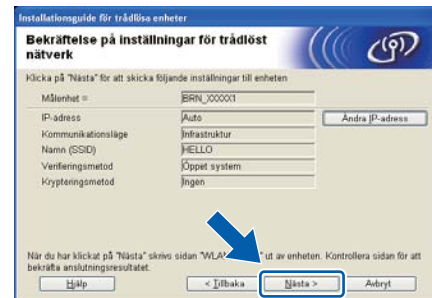 Installationsguide för trådlösa enheter
Bekräftelse på inställningar för trådlöst
nätverk
Klicka på "Nästa" för att skicka följande inställningar till enheten
Målenhet = BRN_XXXXX1
IP-adress Auto Ändra IP-adress
Kommunikationsläge Infrastruktur
Namn (SSID) HELLO
Verifieringsmetod Öppet system
Krypteringsmetod Ingen
När du har klickat på "Nästa" skrivs sidan "WLA ut av enheten. Kontrollera sidan för att
bekräfta anslutningsresultatet.
Hjälp < Tillbaka Nästa > Avbryt